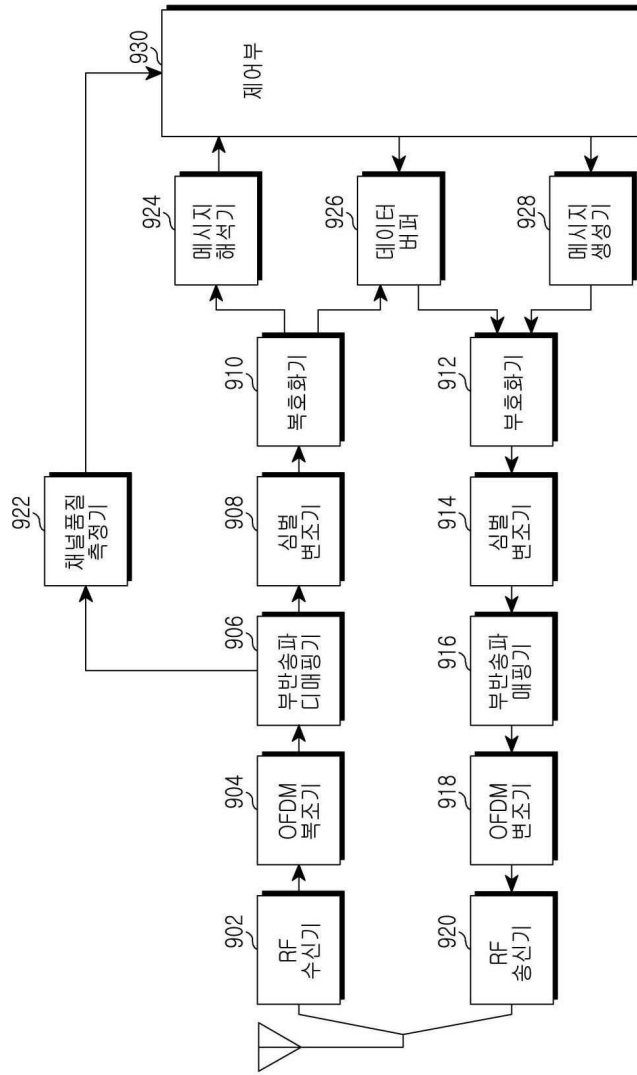 922
채널품질
측정기
930
제어부
902
RF
수신기
904
OFDM
복조기
906
부반송파
디매핑기
908
심벌
변조기
910
복호화기
924
메시지
해석기
926
데이터
버퍼
920
RF
송신기
918
OFDM
변조기
916
부반송파
매핑기
914
심벌
변조기
912
부호화기
928
메시지
생성기